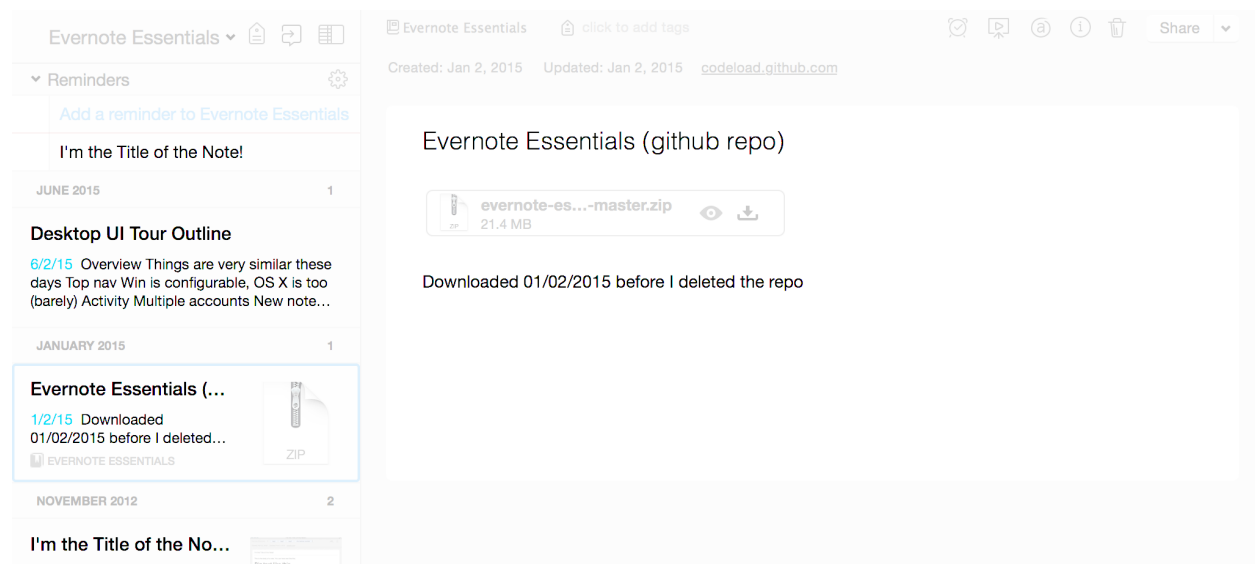 Evernote Essentials
Reminders
Add a reminder to Evernote Essentials
I'm the Title of the Note!
JUNE 2015 1
Desktop UI Tour Outline
6/2/15 Overview Things are very similar these
days Top nav Win is configurable, OS X is too
(barely) Activity Multiple accounts New note...
JANUARY 2015 1
Evernote Essentials (...
1/2/15 Downloaded
01/02/2015 before I deleted...
EVERNOTE ESSENTIALS
ZIP
NOVEMBER 2012 2
I'm the Title of the No...
Evernote Essentials click to add tags
Share
Created: Jan 2, 2015 Updated: Jan 2, 2015 codeload.github.com
Evernote Essentials (github repo)
evernote-es...-master.zip
ZIP
21.4 MB
Downloaded 01/02/2015 before I deleted the repo